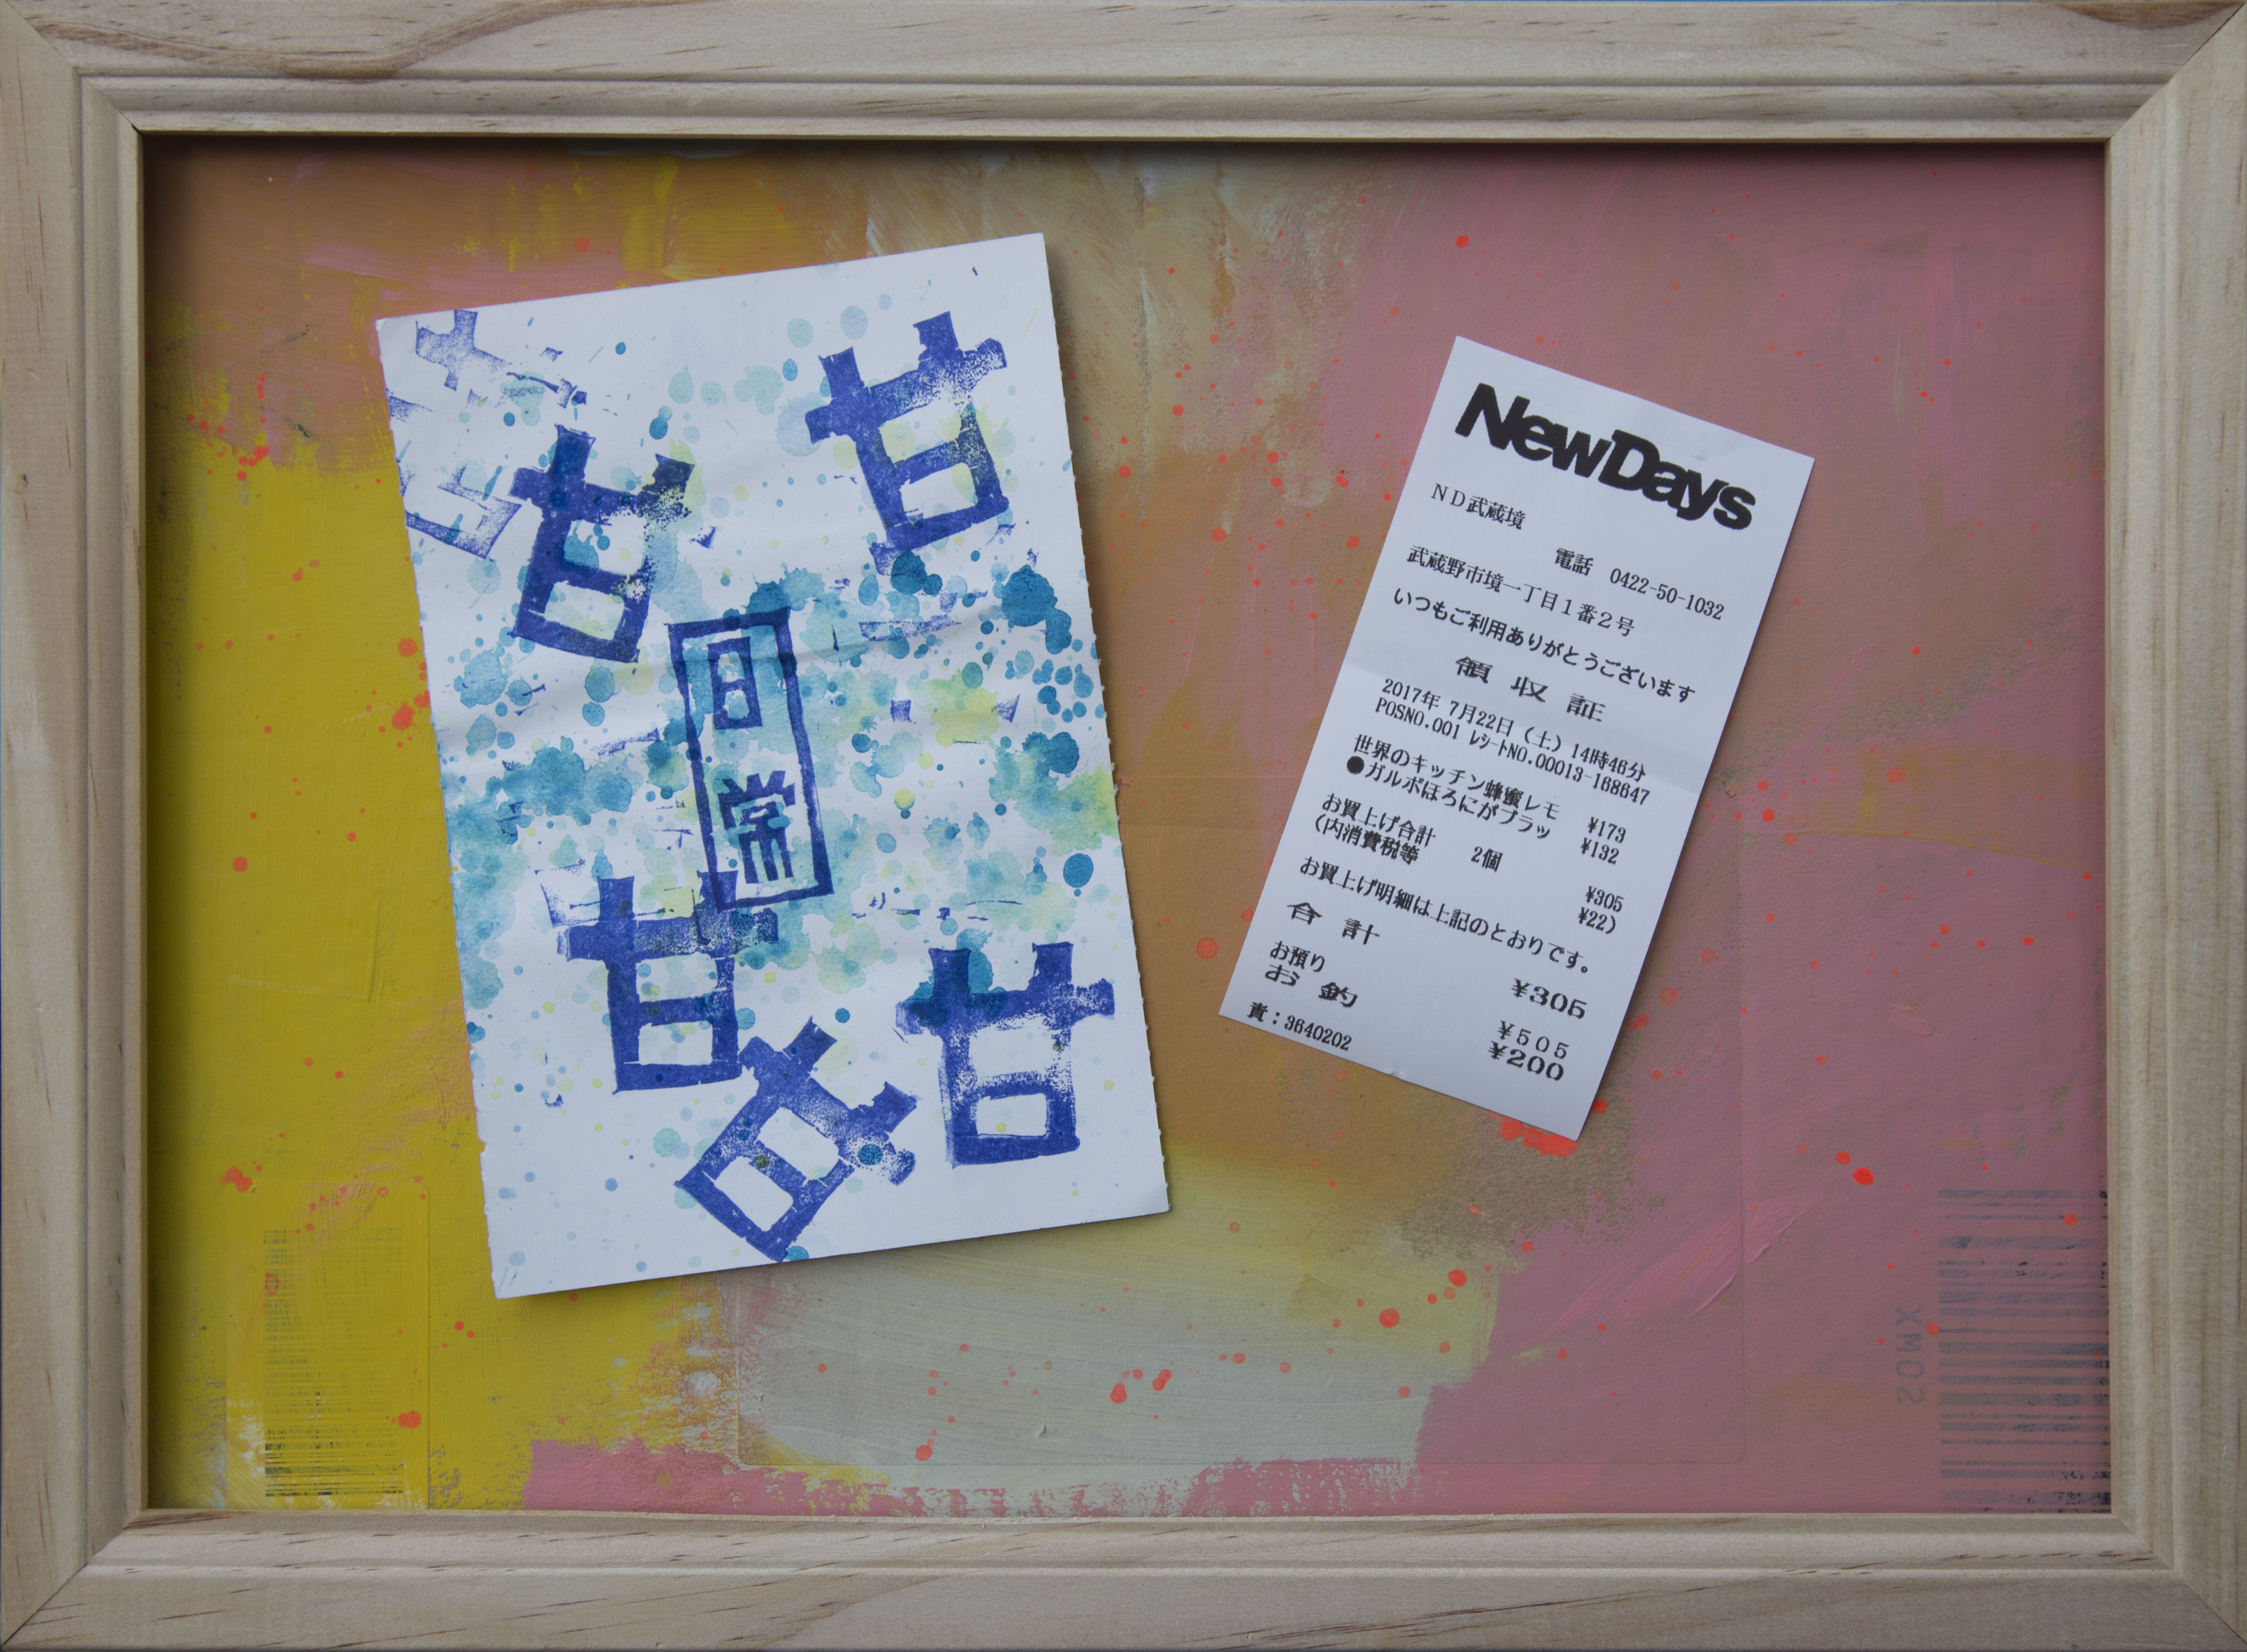 甘
甘
甘
日常
甘
甘
甘
NewDays
ND武蔵境
電話 0422-50-1032
武蔵野市境一丁目1番2号
いつもご利用ありがとうございます
領収証
2017年 7月22日（土）14時46分
POSNO.001 ﾚｼｰﾄNO.00013-168647
世界のキッチン蜂蜜レモ ¥173
●ガルボほろにがブラッ ¥132
お買上げ合計 2個 ¥305
（内消費税等 ¥22）
お買上げ明細は上記のとおりです。
合計 ¥305
お預り ¥505
お釣 ¥200
責：3640202
XM02